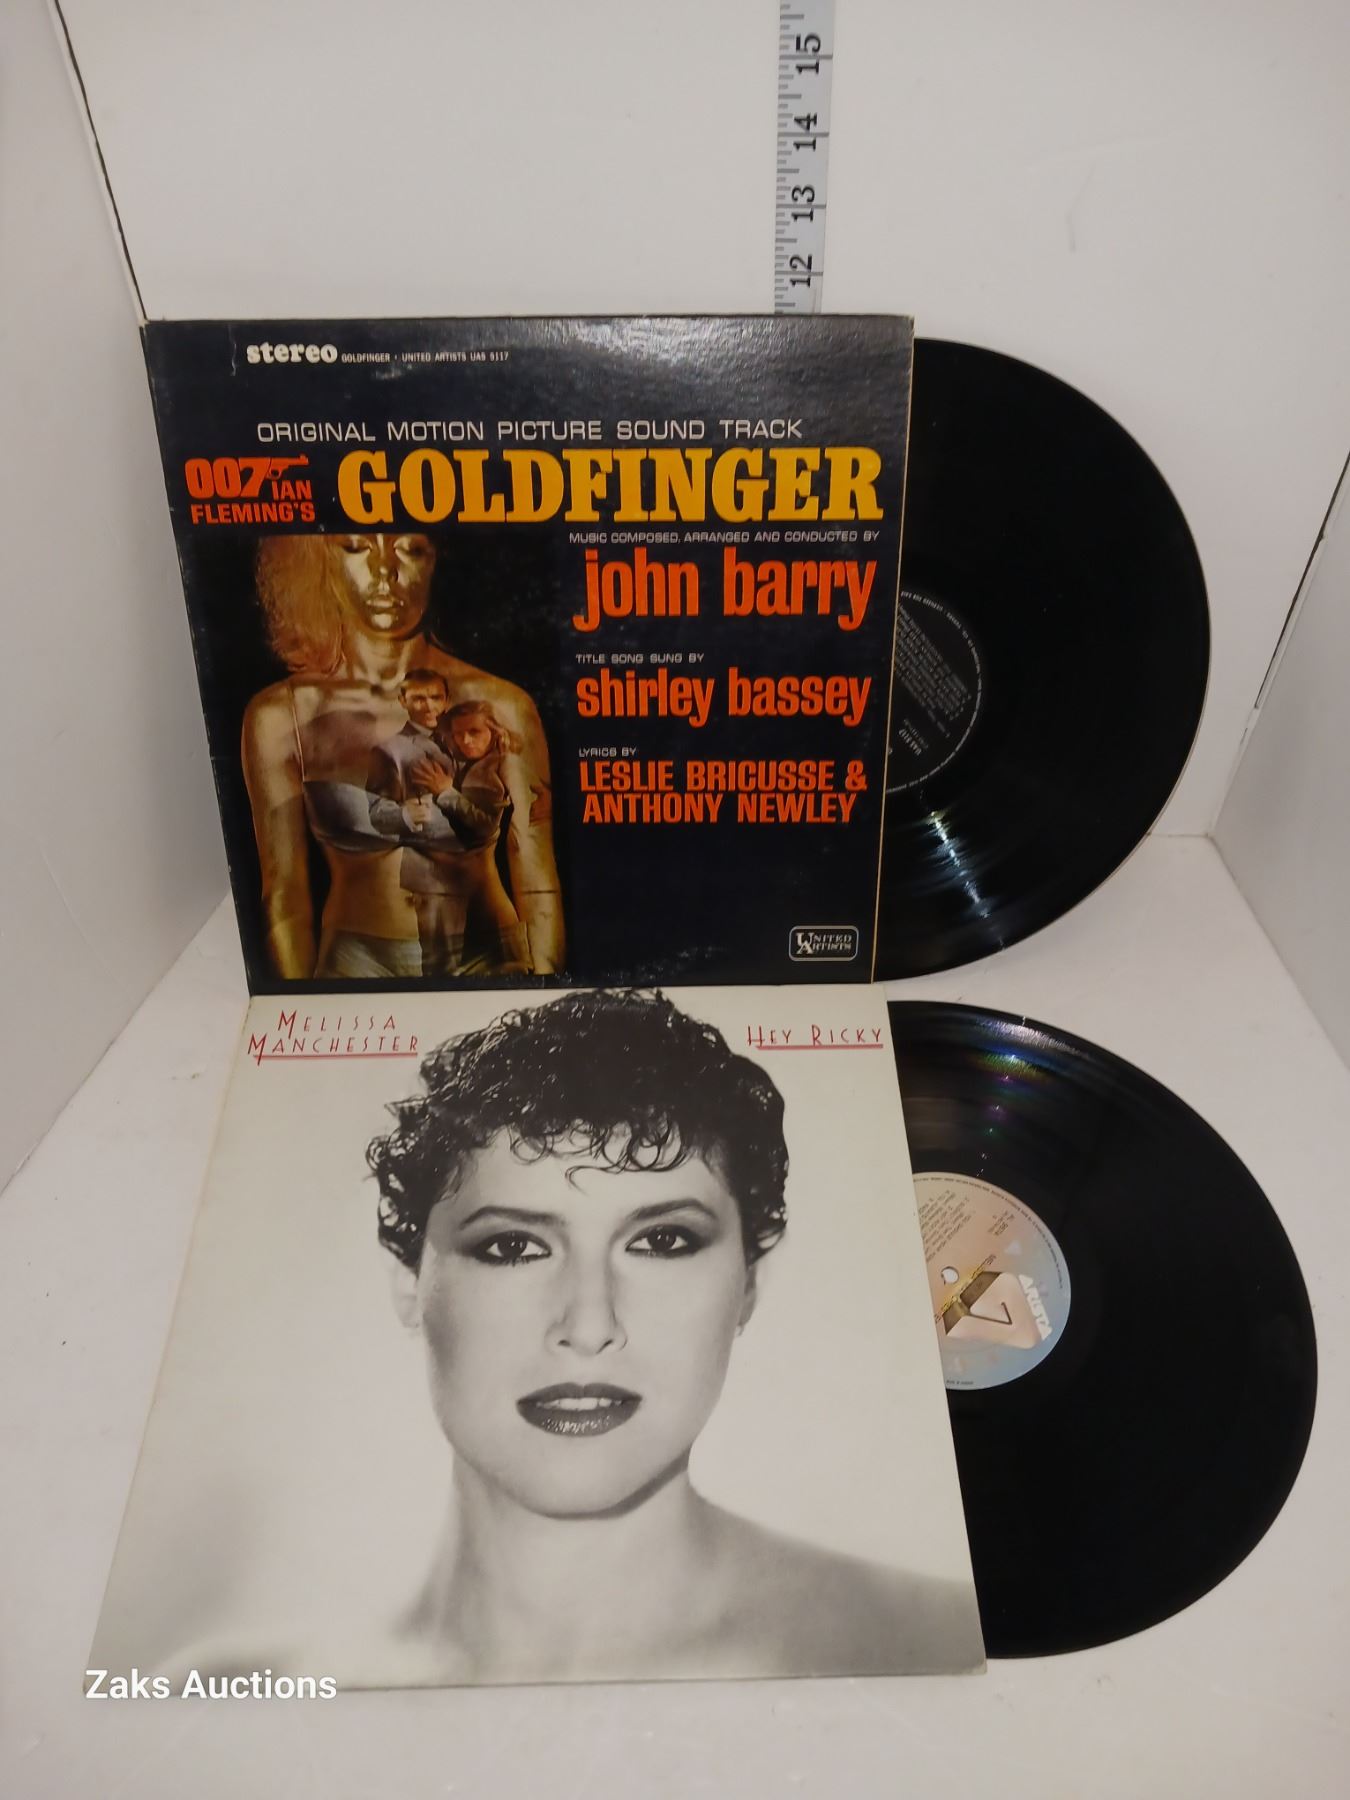 15
14
13
12
stereo GOLDFINGER • UNITED ARTISTS UAS 5117
ORIGINAL MOTION PICTURE SOUND TRACK
007 IAN
FLEMING'S
GOLDFINGER
MUSIC COMPOSED, ARRANGED AND CONDUCTED BY
john barry
TITLE SONG SUNG BY
shirley bassey
LYRICS BY
LESLIE BRICUSSE &
ANTHONY NEWLEY
UNITED
ARTISTS
UAS 5117
MELISSA
MANCHESTER
HEY RICKY
ARISTA
Zaks Auctions